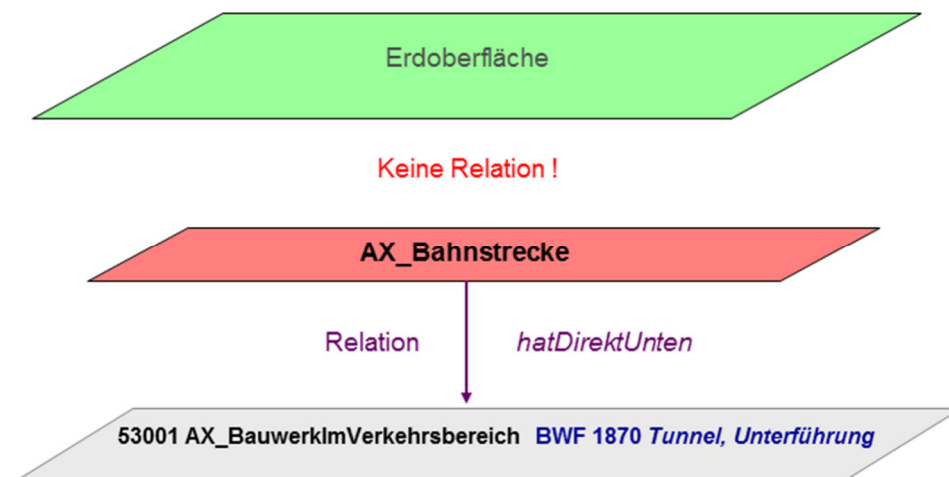 Erdoberfläche
Keine Relation !
AX_Bahnstrecke
Relation hatDirektUnten
53001 AX_BauwerkImVerkehrsbereich BWF 1870 Tunnel, Unterführung